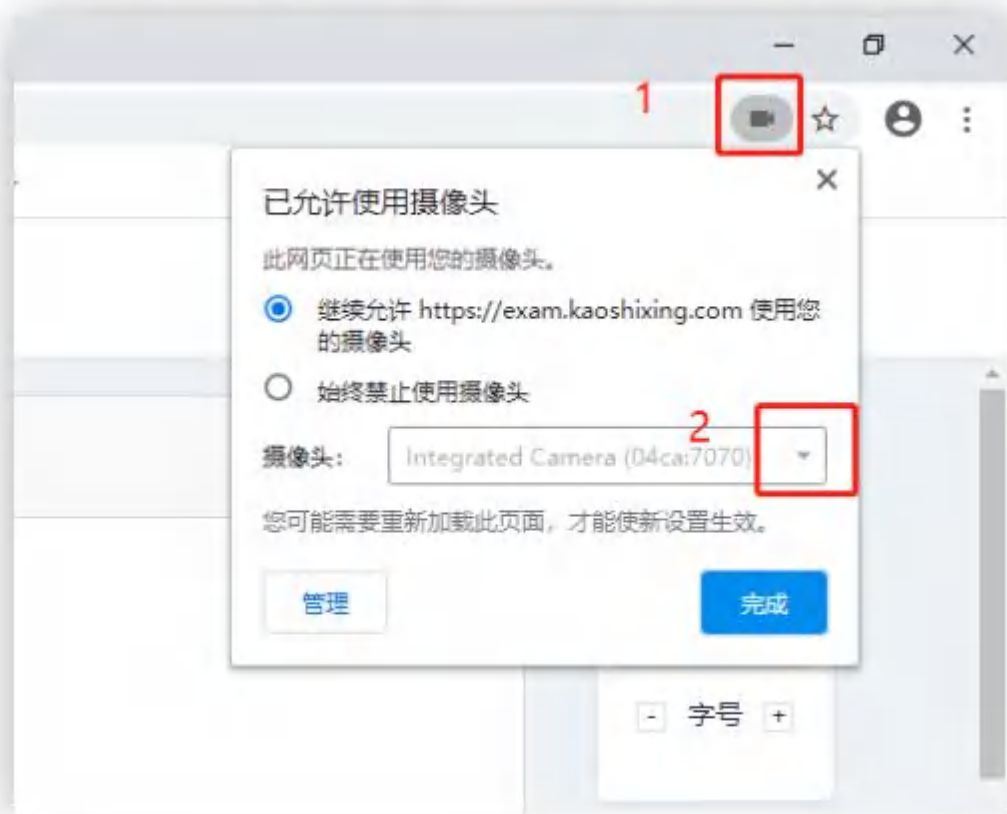 1
已允许使用摄像头
此网页正在使用您的摄像头。
继续允许 https://exam.kaoshixing.com 使用您
的摄像头
始终禁止使用摄像头
2
摄像头： Integrated Camera (04ca:7070)
您可能需要重新加载此页面，才能使新设置生效。
管理 完成
- 字号 +